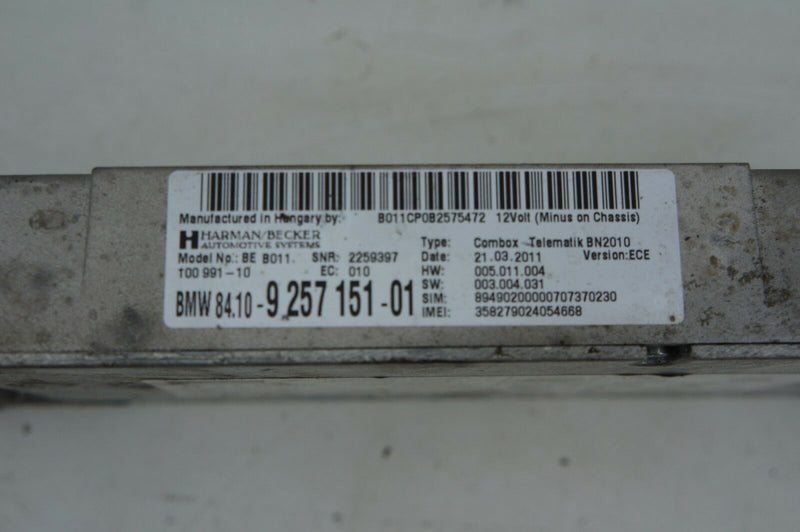 Manufactured in Hungary by: B011CP0B2575472 12Volt (Minus on Chassis)
HARMAN/BECKER
AUTOMOTIVE SYSTEMS
Type: Combox Telematik BN2010
Model No.: BE B011 SNR: 2259397 Date: 21.03.2011 Version: ECE
100 991-10 EC: 010 HW: 005.011.004
SW: 003.004.031
BMW 84.10 - 9 257 151 - 01 SIM: 89490200000707370230
IMEI: 358279024054668